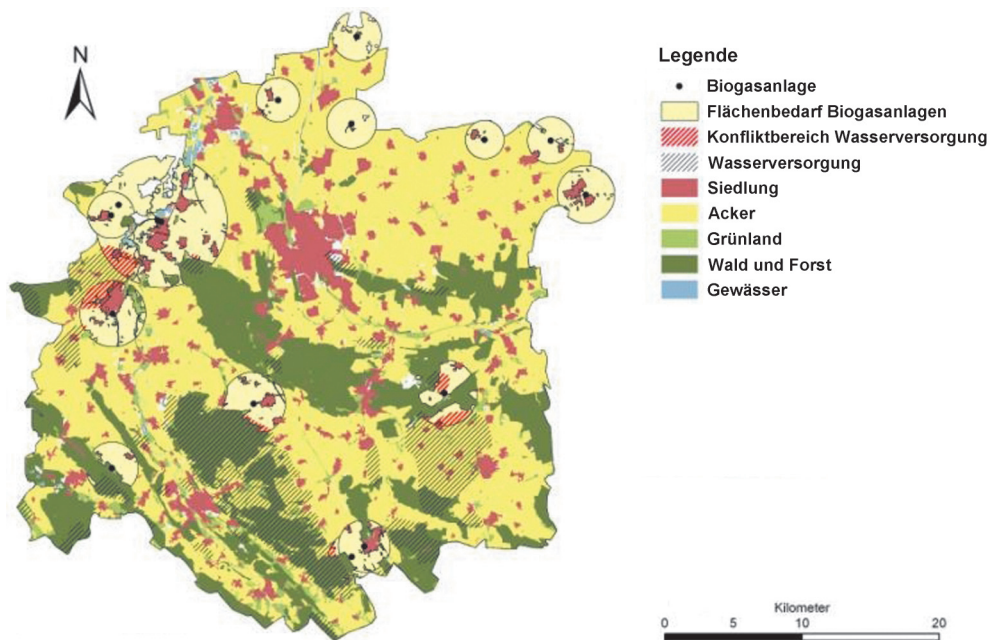 N
Legende
Biogasanlage
Flächenbedarf Biogasanlagen
Konfliktbereich Wasserversorgung
Wasserversorgung
Siedlung
Acker
Grünland
Wald und Forst
Gewässer
Kilometer
0 5 10 20